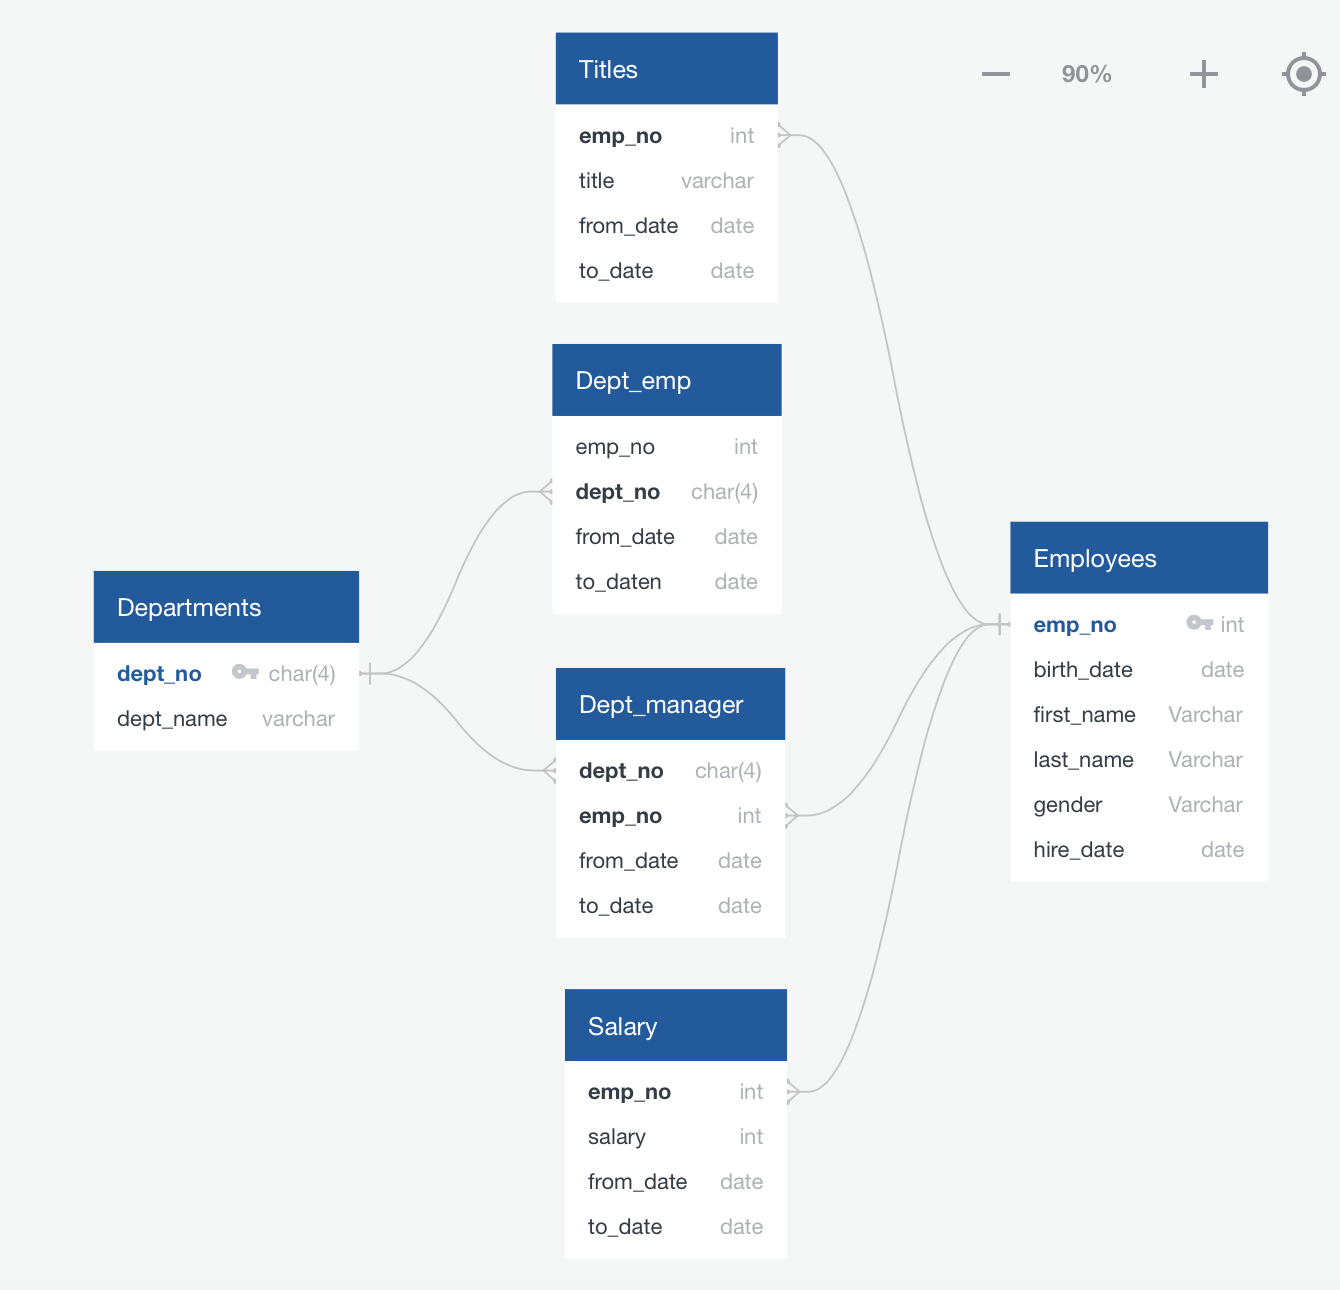 Titles
emp_no int
title varchar
from_date date
to_date date
90%
Dept_emp
emp_no int
dept_no char(4)
from_date date
to_daten date
Departments
dept_no char(4)
dept_name varchar
Dept_manager
dept_no char(4)
emp_no int
from_date date
to_date date
Salary
emp_no int
salary int
from_date date
to_date date
Employees
emp_no int
birth_date date
first_name Varchar
last_name Varchar
gender Varchar
hire_date date